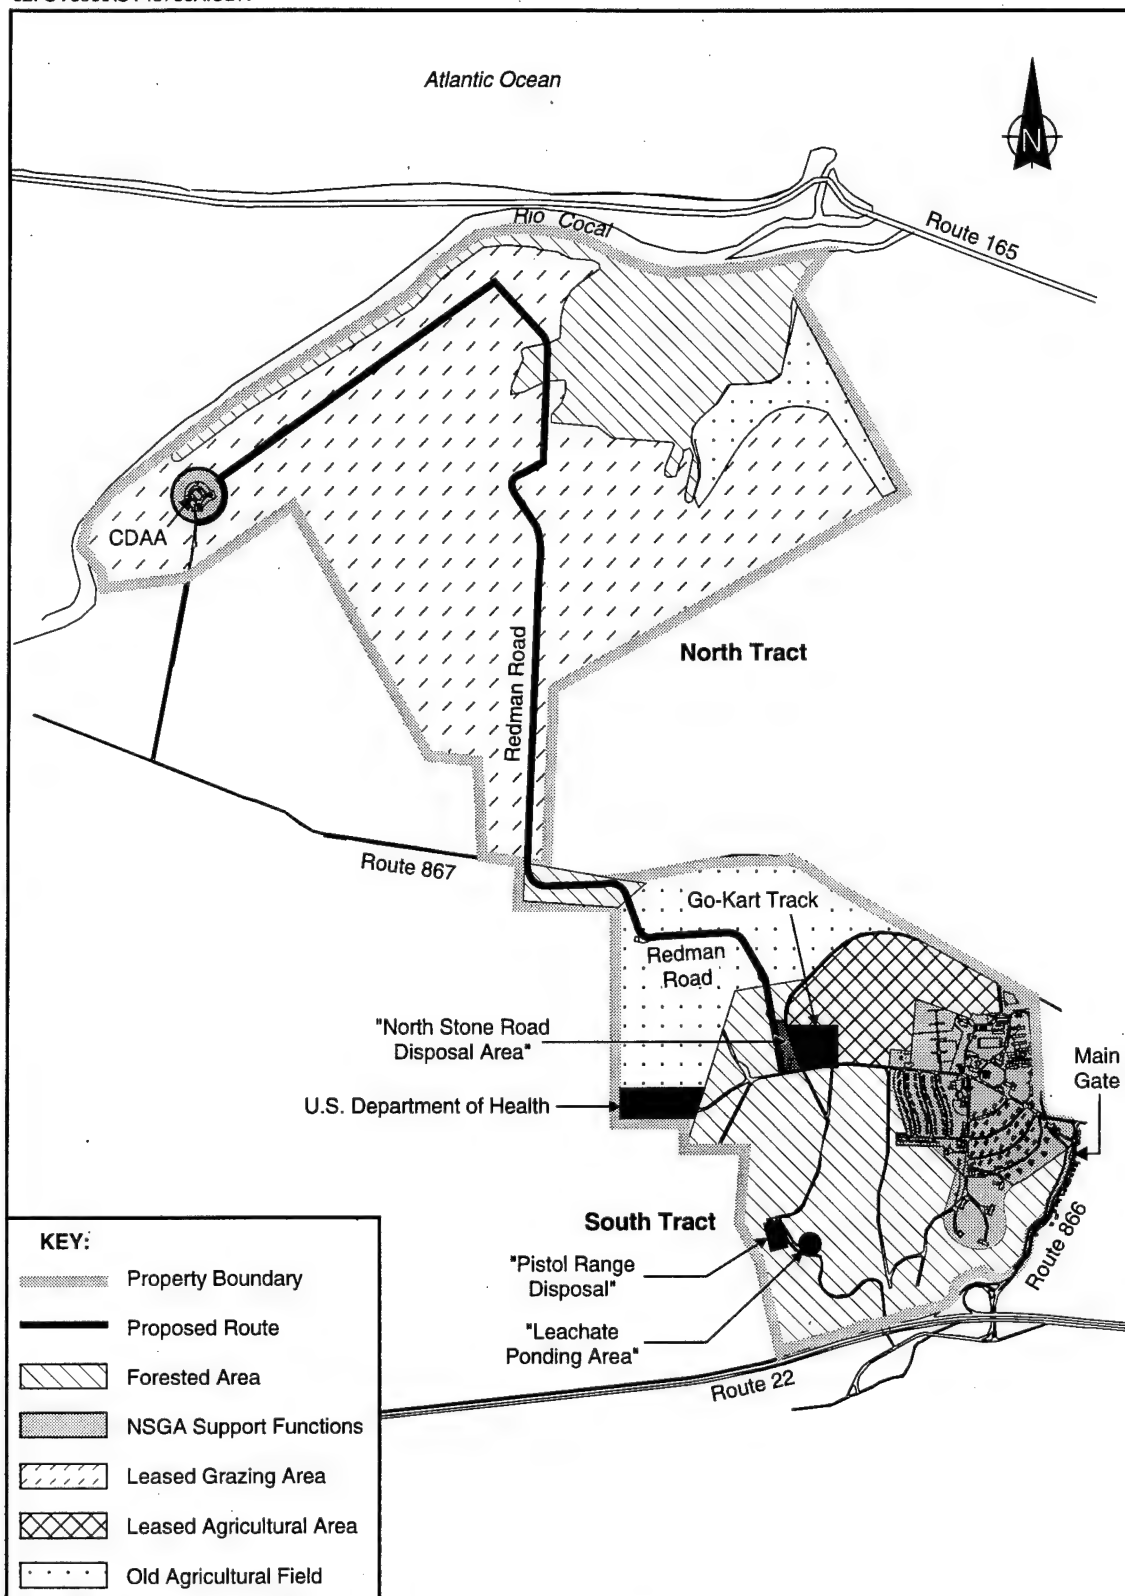 Atlantic Ocean
N
Rio Cocal
Route 165
CDAA
North Tract
Redman Road
Route 867
Go-Kart Track
Redman
Road
"North Stone Road
Disposal Area"
Main
Gate
U.S. Department of Health
South Tract
Route 866
"Pistol Range
Disposal"
"Leachate
Ponding Area"
Route 22
KEY:
Property Boundary
Proposed Route
Forested Area
NSGA Support Functions
Leased Grazing Area
Leased Agricultural Area
Old Agricultural Field